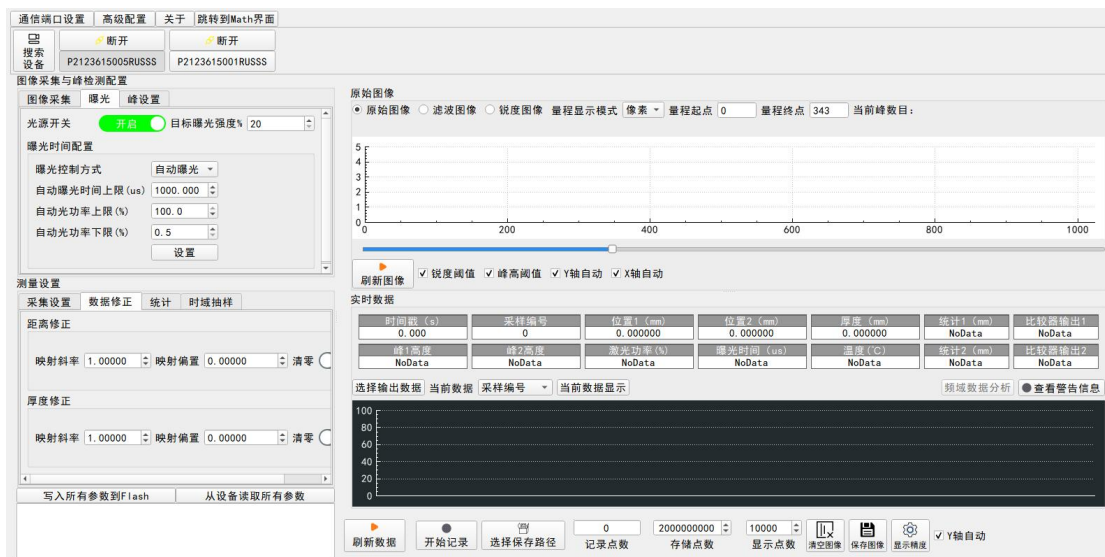 通信端口设置 高级配置 关于 跳转到Math界面
搜索设备 断开 P2123615005RUSSS 断开 P2123615001RUSSS
图像采集与峰检测配置
图像采集 曝光 峰设置
光源开关 开启 目标曝光强度% 20
曝光时间配置
曝光控制方式 自动曝光
自动曝光时间上限(us) 1000.000
自动光功率上限(%) 100.0
自动光功率下限(%) 0.5
设置
测量设置
采集设置 数据修正 统计 时域抽样
距离修正
映射斜率 1.00000 映射偏置 0.00000 清零
厚度修正
映射斜率 1.00000 映射偏置 0.00000 清零
写入所有参数到Flash 从设备读取所有参数
原始图像
原始图像 滤波图像 锐度图像 量程显示模式 像素 量程起点 0 量程终点 343 当前峰数目:
5
4
3
2
1
0
0 200 400 600 800 1000
刷新图像 锐度阈值 峰高阈值 Y轴自动 X轴自动
实时数据
时间戳 (s) 采样编号 位置1 (mm) 位置2 (mm) 厚度 (mm) 统计1 (mm) 比较器输出1
0.000 0 0.000000 0.000000 0.000000 NoData NoData
峰1高度 峰2高度 激光功率(%) 曝光时间 (us) 温度(℃) 统计2 (mm) 比较器输出2
NoData NoData NoData NoData NoData NoData NoData
选择输出数据 当前数据 采样编号 当前数据显示 频域数据分析 查看警告信息
100
80
60
40
20
0
刷新数据 开始记录 选择保存路径 0 记录点数 2000000000 存储点数 10000 显示点数 清空图像 保存图像 显示精度 Y轴自动